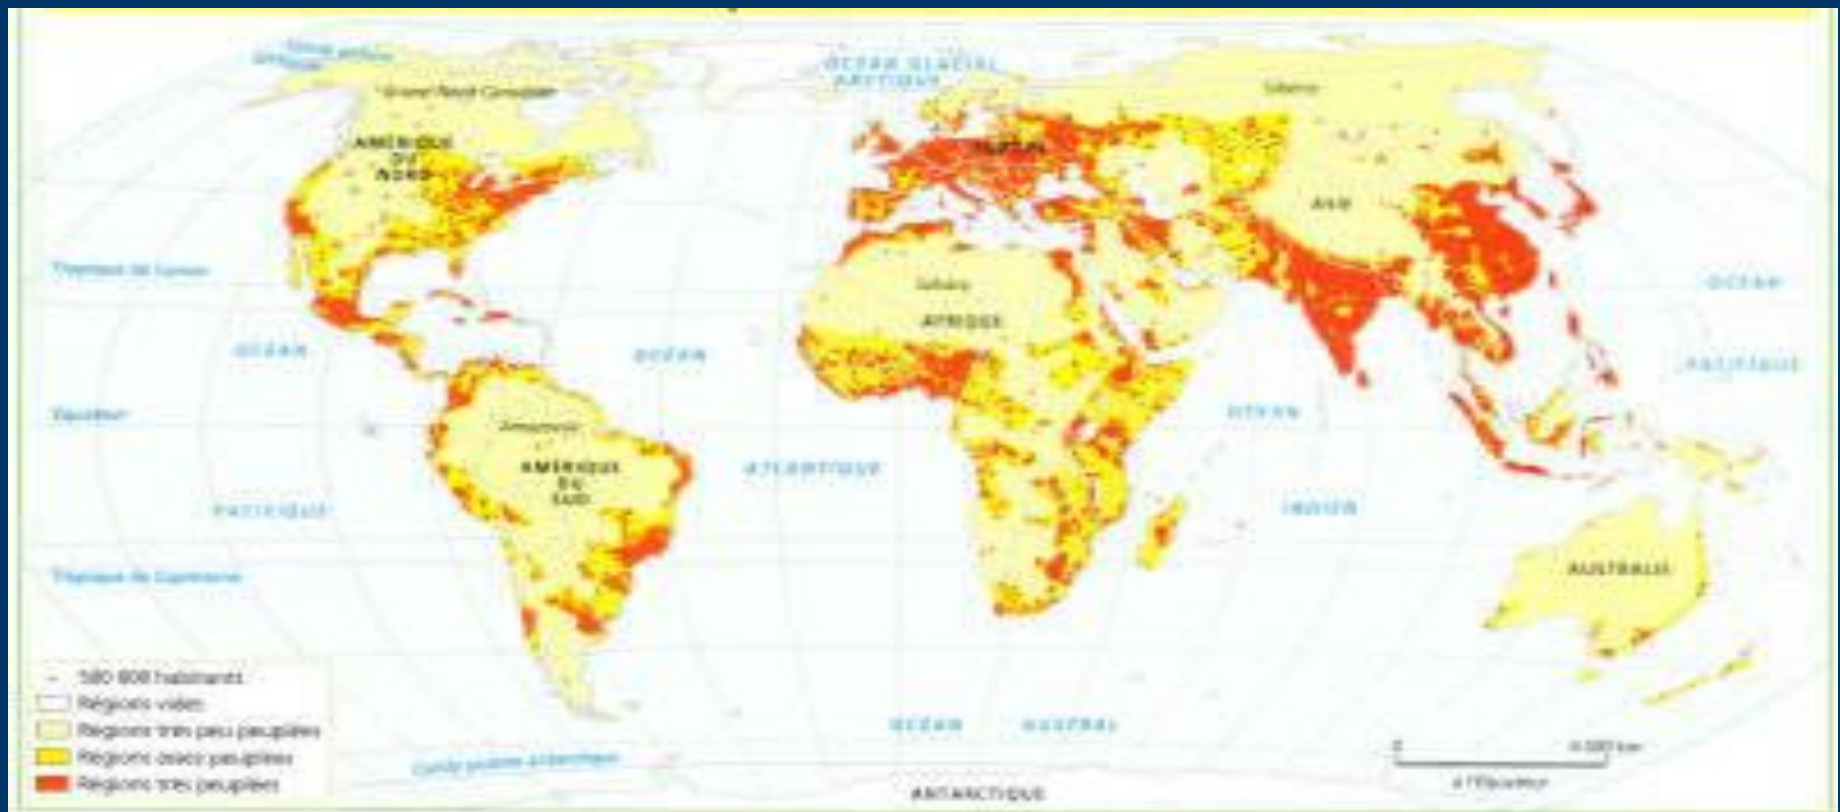 OCÉAN GLACIAL
ARCTIQUE
Grand Nord Canadien
Sibérie
AMÉRIQUE
DU
NORD
EUROPE
ASIE
Tropique du Cancer
Sahara
AFRIQUE
OCÉAN
OCÉAN
OCÉAN
PACIFIQUE
Équateur
OCÉAN
Amazonie
AMÉRIQUE
DU
SUD
ATLANTIQUE
PACIFIQUE
INDIEN
Tropique du Capricorne
AUSTRALIE
500 000 habitants
Régions vides
Régions très peu peuplées
Régions assez peuplées
Régions très peuplées
OCÉAN AUSTRAL
Cercle polaire antarctique
0
km
à l'Équateur
ANTARCTIQUE